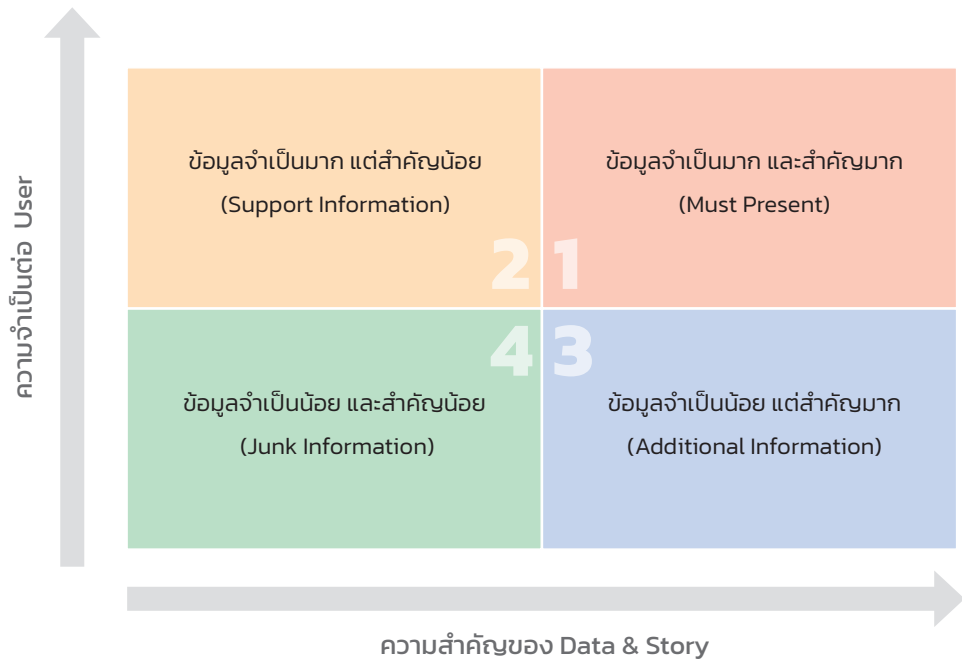 ความจำเป็นต่อ User
ข้อมูลจำเป็นมาก แต่สำคัญน้อย
(Support Information)
2
ข้อมูลจำเป็นมาก และสำคัญมาก
(Must Present)
1
ข้อมูลจำเป็นน้อย และสำคัญน้อย
(Junk Information)
4
ข้อมูลจำเป็นน้อย แต่สำคัญมาก
(Additional Information)
3
ความสำคัญของ Data & Story